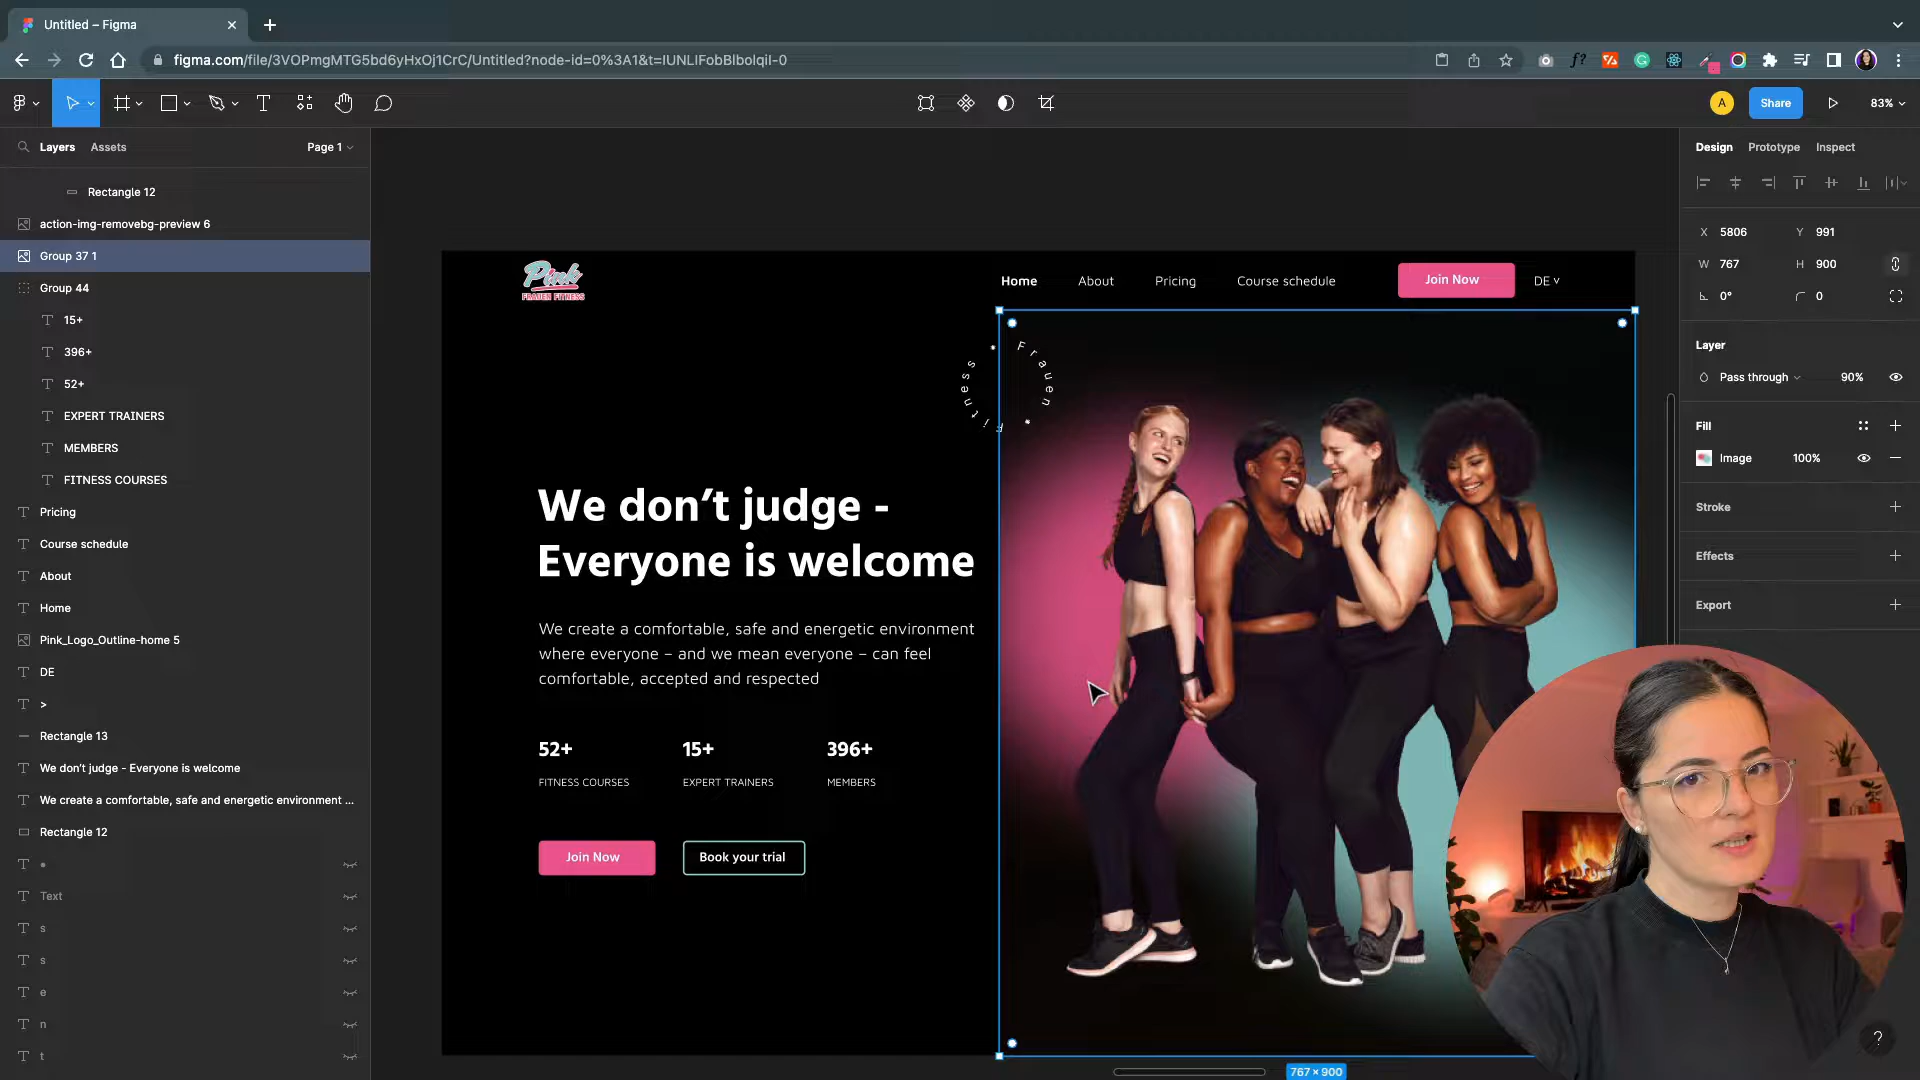 Untitled – Figma
figma.com/file/3VOPmgMTG5bd6yHxOj1CrC/Untitled?node-id=0%3A1&t=IUNLIFobBlbolqil-0
A
Share
83%
Layers
Assets
Page 1
Rectangle 12
action-img-removebg-preview 6
Group 37 1
Group 44
15+
396+
52+
EXPERT TRAINERS
MEMBERS
FITNESS COURSES
Pricing
Course schedule
About
Home
Pink_Logo_Outline-home 5
DE
>
Rectangle 13
We don’t judge - Everyone is welcome
We create a comfortable, safe and energetic environment ...
Rectangle 12
•
Text
s
s
e
n
t
Pink
FRAUEN FITNESS
Home
About
Pricing
Course schedule
Join Now
DE
Frauen * Fitness *
We don’t judge -
Everyone is welcome
We create a comfortable, safe and energetic environment
where everyone – and we mean everyone – can feel
comfortable, accepted and respected
52+
15+
396+
FITNESS COURSES
EXPERT TRAINERS
MEMBERS
Join Now
Book your trial
767 × 900
Design
Prototype
Inspect
X 5806
Y 991
W 767
H 900
0°
0
Layer
Pass through
90%
Fill
Image
100%
Stroke
Effects
Export
?